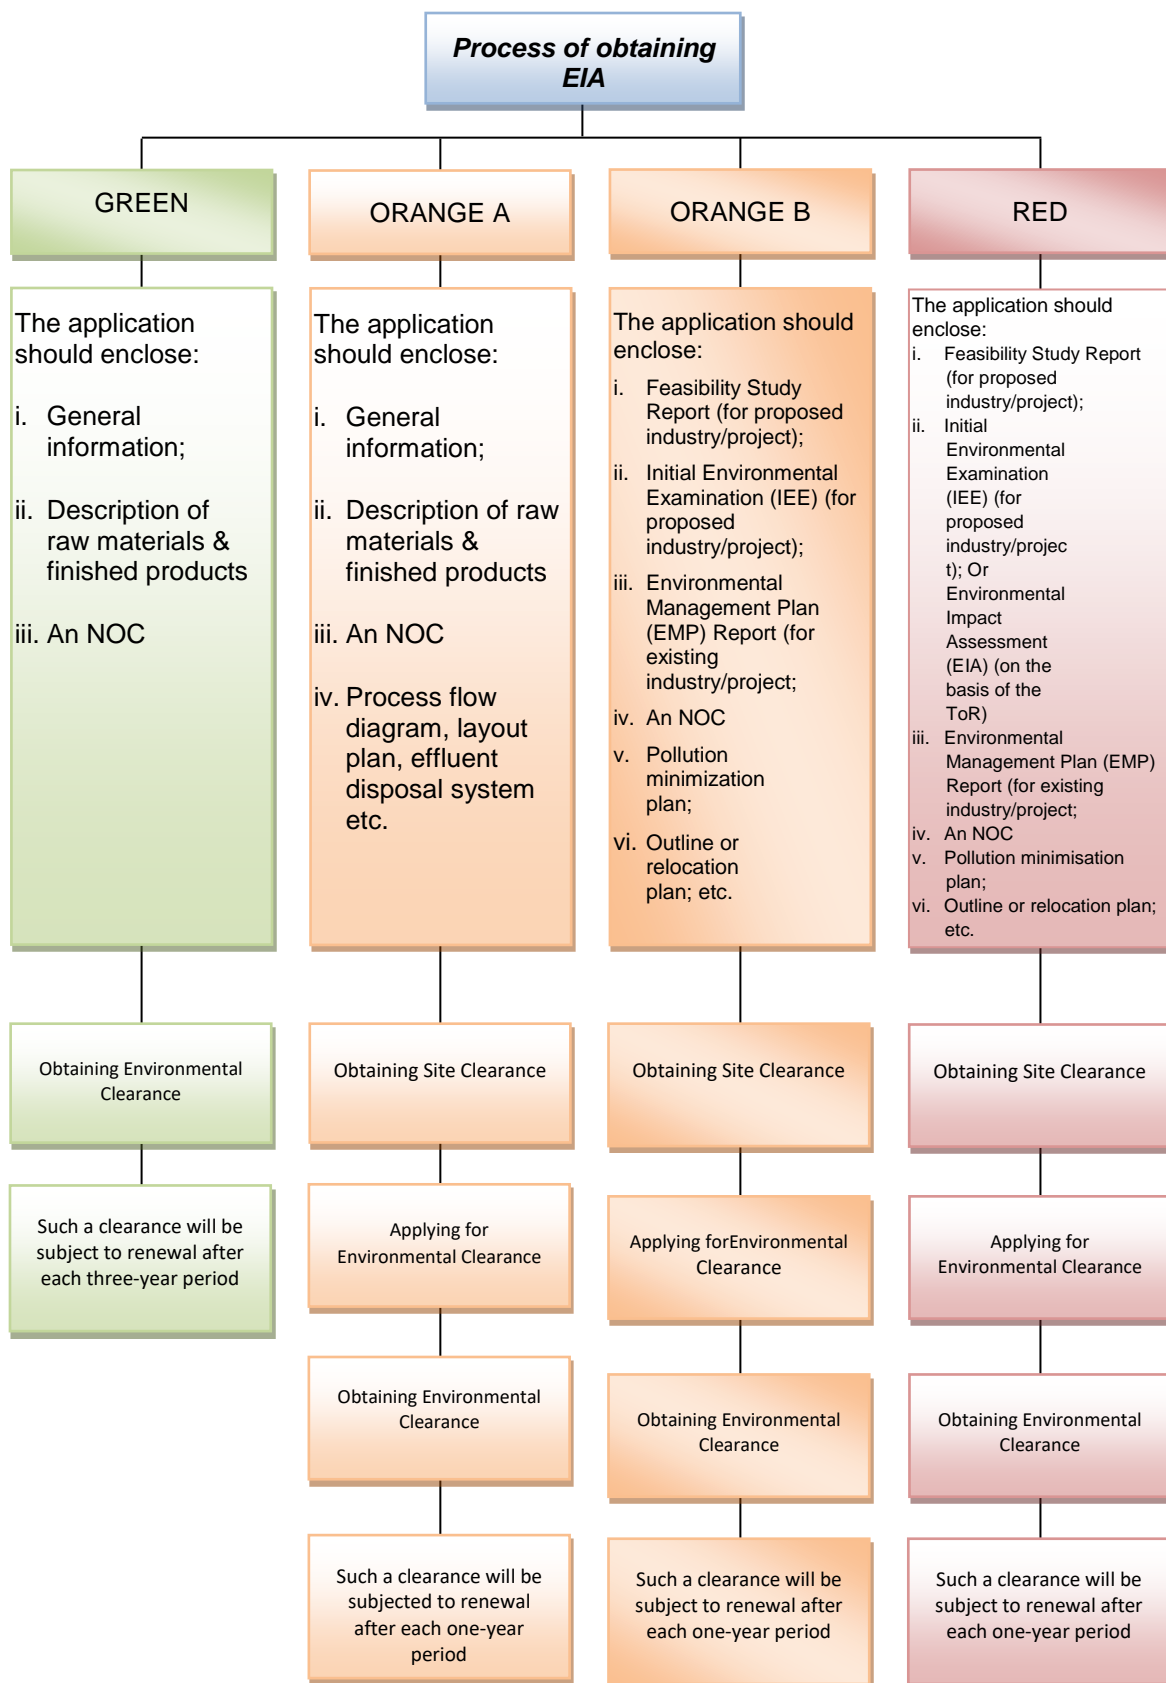 Process of obtaining
EIA
GREEN
ORANGE A
ORANGE B
RED
The application
should enclose:
i. General
information;
ii. Description of
raw materials &
finished products
iii. An NOC
The application
should enclose:
i. General
information;
ii. Description of raw
materials &
finished products
iii. An NOC
iv. Process flow
diagram, layout
plan, effluent
disposal system
etc.
The application should
enclose:
i. Feasibility Study
Report (for proposed
industry/project);
ii. Initial Environmental
Examination (IEE) (for
proposed
industry/project);
iii. Environmental
Management Plan
(EMP) Report (for
existing
industry/project;
iv. An NOC
v. Pollution
minimization
plan;
vi. Outline or
relocation
plan; etc.
The application should
enclose:
i. Feasibility Study Report
(for proposed
industry/project);
ii. Initial
Environmental
Examination
(IEE) (for
proposed
industry/projec
t); Or
Environmental
Impact
Assessment
(EIA) (on the
basis of the
ToR)
iii. Environmental
Management Plan (EMP)
Report (for existing
industry/project;
iv. An NOC
v. Pollution minimisation
plan;
vi. Outline or relocation plan;
etc.
Obtaining Environmental
Clearance
Obtaining Site Clearance
Obtaining Site Clearance
Obtaining Site Clearance
Such a clearance will be
subject to renewal after
each three-year period
Applying for
Environmental Clearance
Applying forEnvironmental
Clearance
Applying for
Environmental Clearance
Obtaining Environmental
Clearance
Obtaining Environmental
Clearance
Obtaining Environmental
Clearance
Such a clearance will be
subjected to renewal
after each one-year
period
Such a clearance will be
subject to renewal after
each one-year period
Such a clearance will be
subject to renewal after
each one-year period